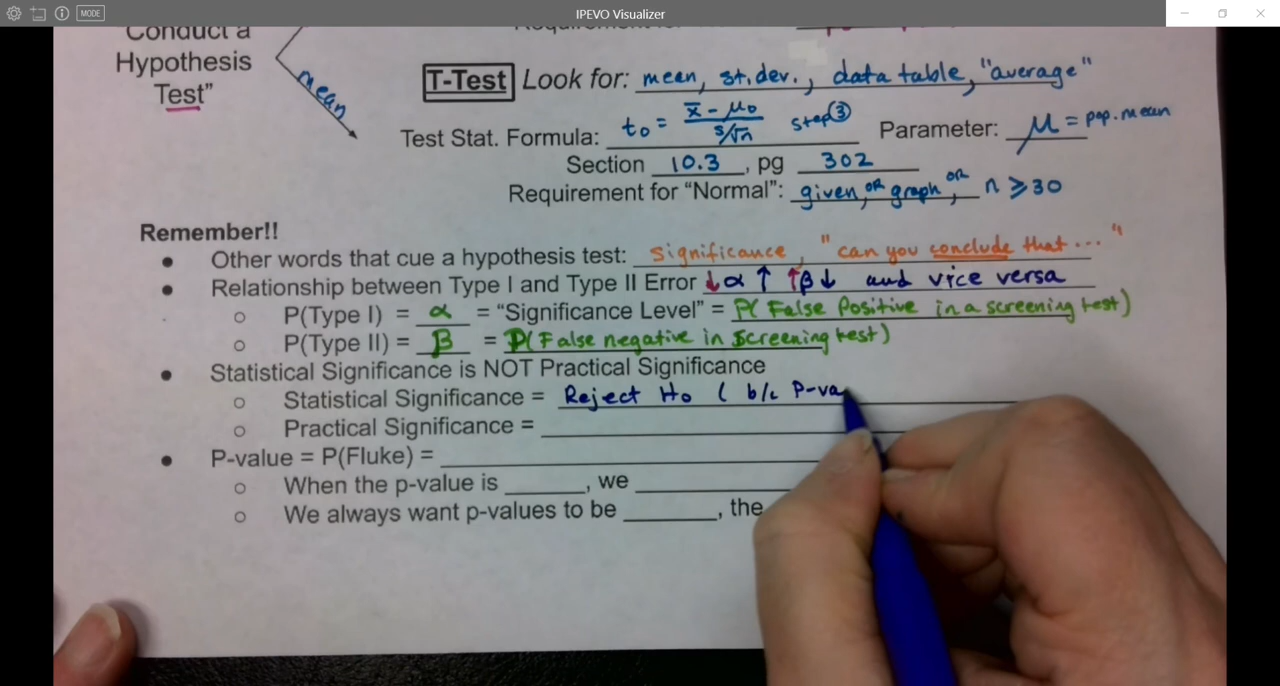 MODE
IPEVO Visualizer
Conduct a
Hypothesis
Test”
mean
T-Test Look for: mean, st. dev., data table, "average"
Test Stat. Formula: t₀ = x̄ - μ₀ / s/√n step ③ Parameter: μ = pop. mean
Section 10.3, pg 302
Requirement for “Normal”: given, or graph, or n ≥ 30
Remember!!
• Other words that cue a hypothesis test: significance, "can you conclude that..."
• Relationship between Type I and Type II Error ↓α ↑ ↑β↓ and vice versa
○ P(Type I) = α = “Significance Level” = P(False Positive in a screening test)
○ P(Type II) = β = P(False negative in screening test)
• Statistical Significance is NOT Practical Significance
○ Statistical Significance = Reject H₀ ( b/c P-va
○ Practical Significance =
• P-value = P(Fluke) =
○ When the p-value is ______, we
○ We always want p-values to be ______, the